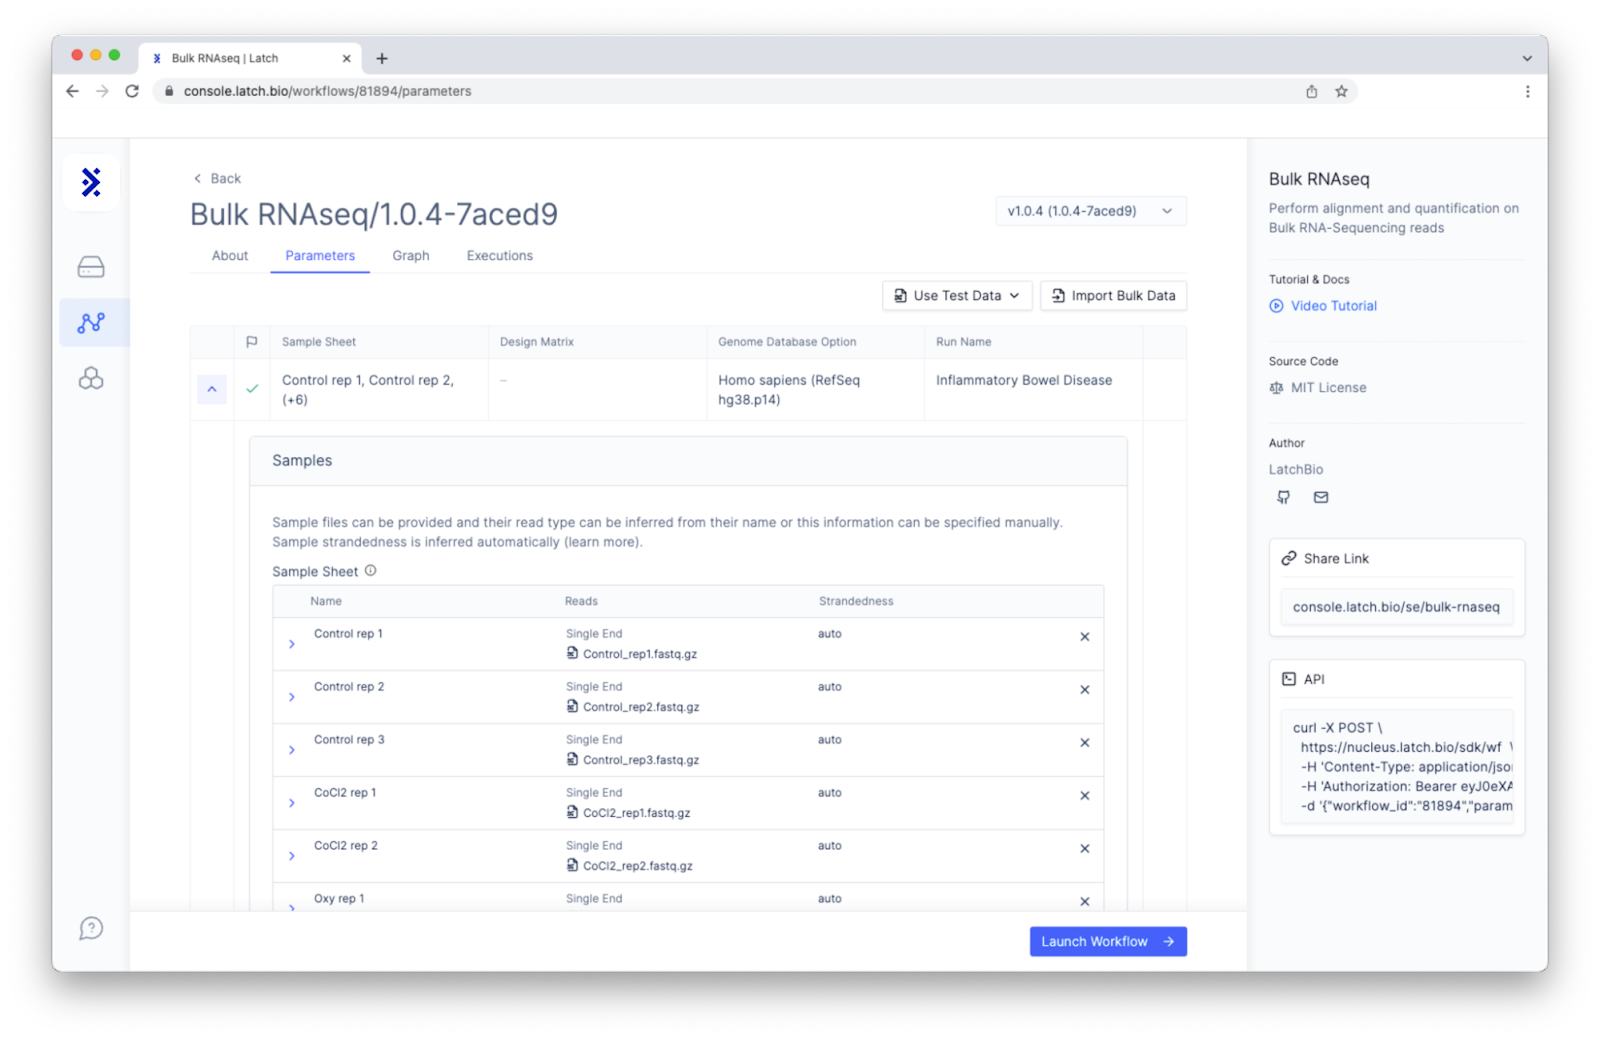 Bulk RNAseq | Latch
console.latch.bio/workflows/81894/parameters
Back
Bulk RNAseq/1.0.4-7aced9
v1.0.4 (1.0.4-7aced9)
About
Parameters
Graph
Executions
Use Test Data
Import Bulk Data
Sample Sheet
Design Matrix
Genome Database Option
Run Name
Control rep 1, Control rep 2,
(+6)
–
Homo sapiens (RefSeq
hg38.p14)
Inflammatory Bowel Disease
Samples
Sample files can be provided and their read type can be inferred from their name or this information can be specified manually.
Sample strandedness is inferred automatically (learn more).
Sample Sheet
Name
Reads
Strandedness
Control rep 1
Single End
auto
Control_rep1.fastq.gz
Control rep 2
Single End
auto
Control_rep2.fastq.gz
Control rep 3
Single End
auto
Control_rep3.fastq.gz
CoCl2 rep 1
Single End
auto
CoCl2_rep1.fastq.gz
CoCl2 rep 2
Single End
auto
CoCl2_rep2.fastq.gz
Oxy rep 1
Single End
auto
Launch Workflow
Bulk RNAseq
Perform alignment and quantification on
Bulk RNA-Sequencing reads
Tutorial & Docs
Video Tutorial
Source Code
MIT License
Author
LatchBio
Share Link
console.latch.bio/se/bulk-rnaseq
API
curl -X POST \
https://nucleus.latch.bio/sdk/wf \
-H 'Content-Type: application/jso
-H 'Authorization: Bearer eyJ0eXA
-d '{"workflow_id":"81894","param